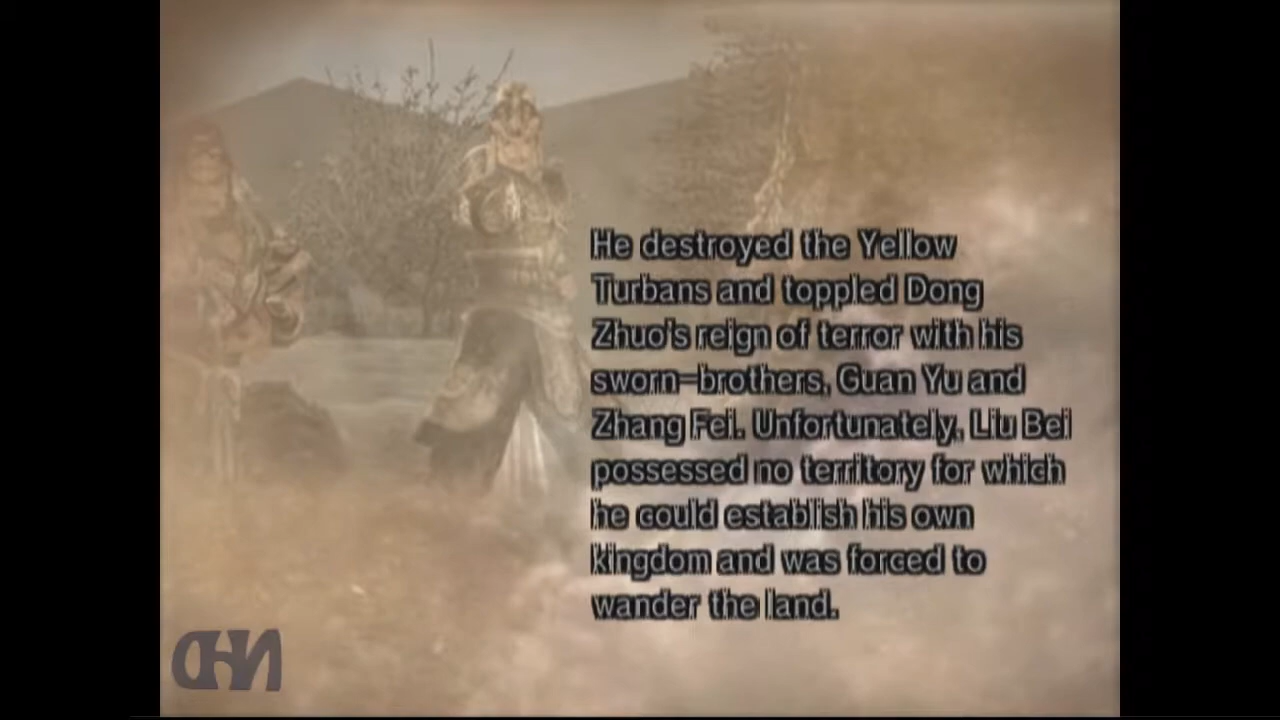 He destroyed the Yellow
Turbans and toppled Dong
Zhuo's reign of terror with his
sworn-brothers, Guan Yu and
Zhang Fei. Unfortunately, Liu Bei
possessed no territory for which
he could establish his own
kingdom and was forced to
wander the land.